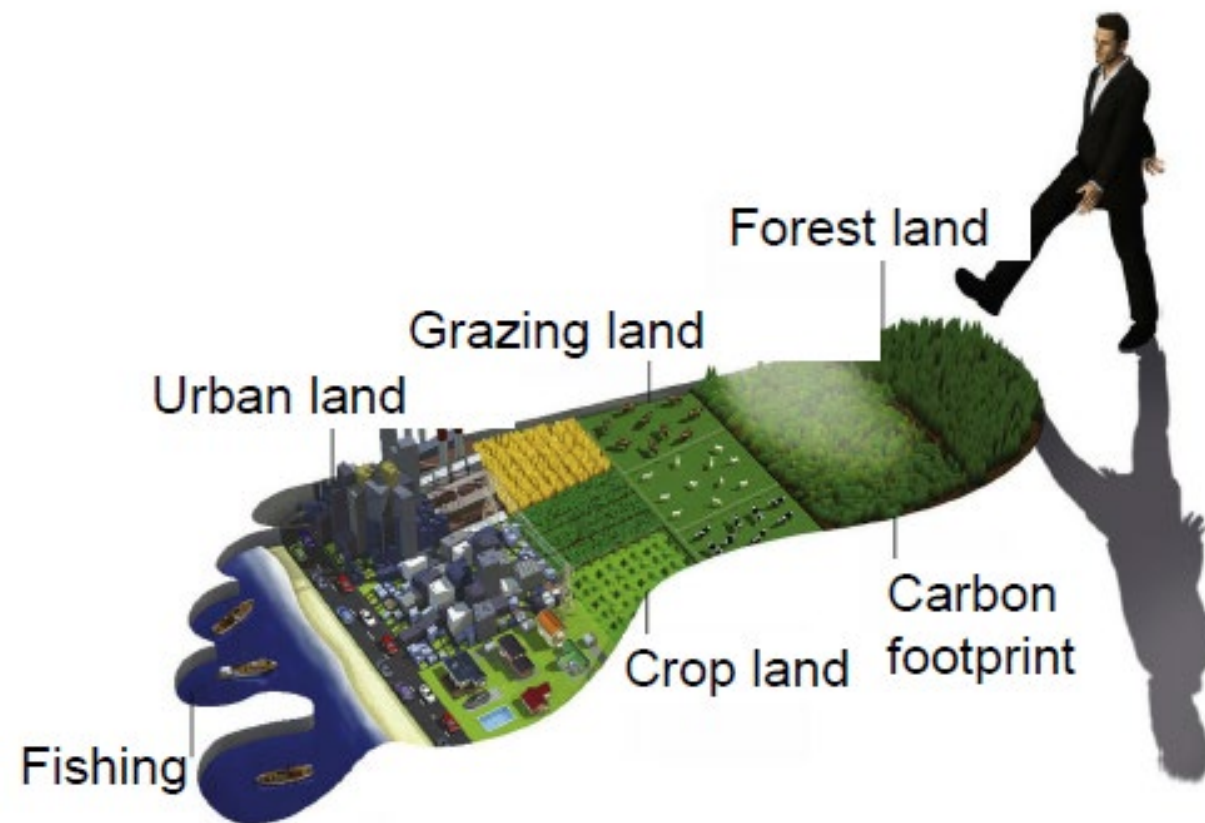 Forest land
Grazing land
Urban land
Carbon
footprint
Crop land
Fishing